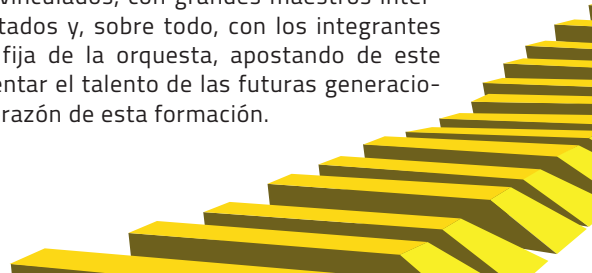 vinculados, con grandes maestros inter-
tados y, sobre todo, con los integrantes
fija de la orquesta, apostando de este
entar el talento de las futuras generacio-
razón de esta formación.